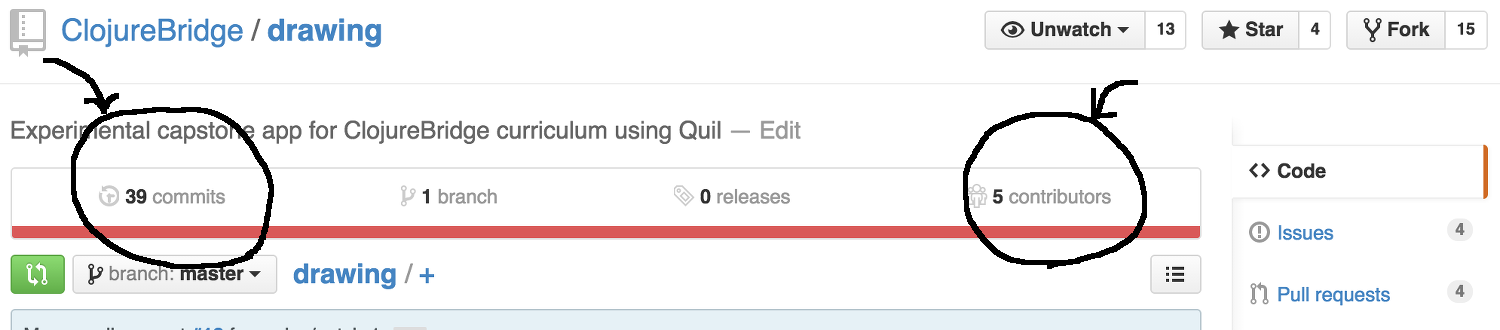 ClojureBridge / drawing
Unwatch 13 Star 4 Fork 15
Experimental capstone app for ClojureBridge curriculum using Quil — Edit
39 commits 1 branch 0 releases 5 contributors
Code
Issues 4
Pull requests 4
branch: master drawing / +